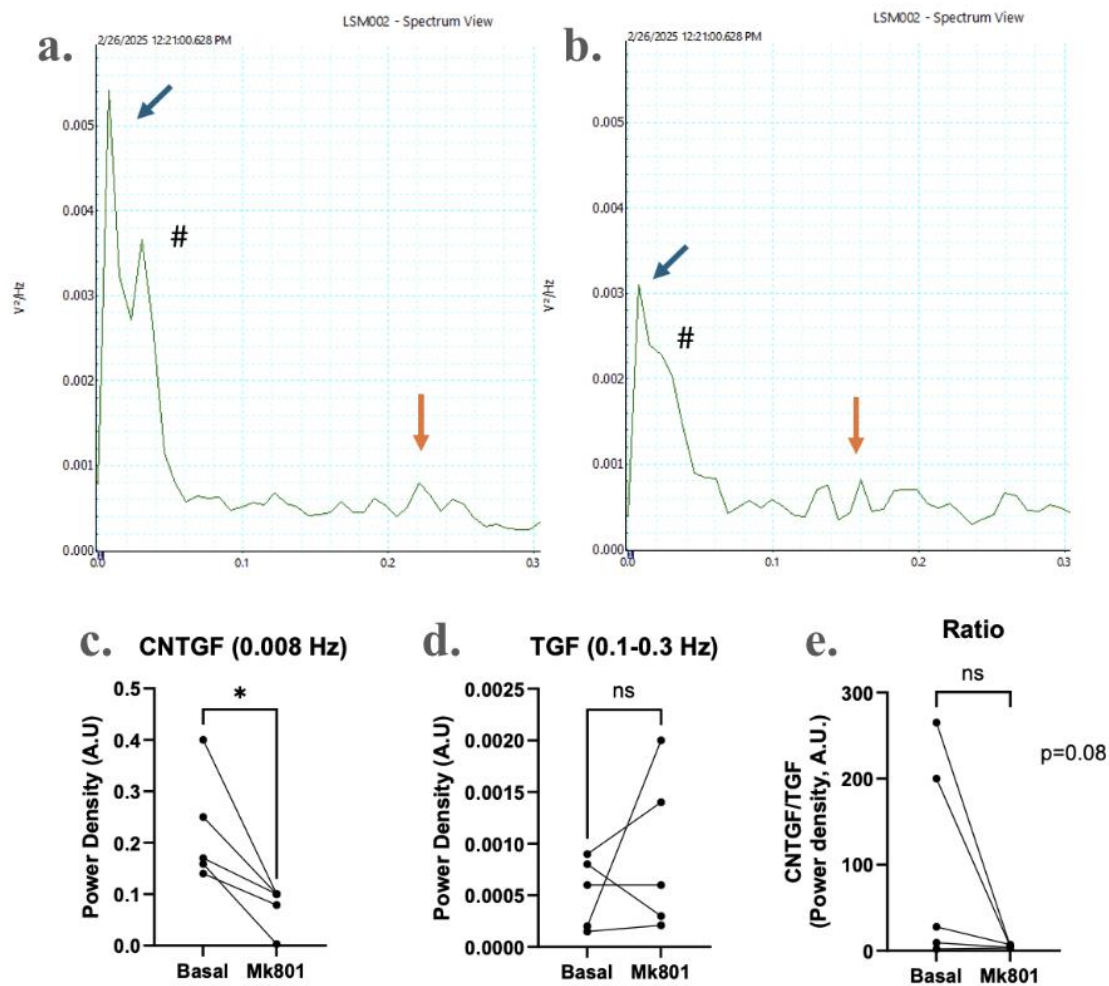 LSM002 - Spectrum View
2/26/2025 12:21:00.628 PM
a.
0.005
0.004
#
0.003
V²/Hz
0.002
0.001
0.000
0.0
0.1
0.2
0.3
LSM002 - Spectrum View
2/26/2025 12:21:00.628 PM
b.
0.005
0.004
0.003
#
V²/Hz
0.002
0.001
0.000
0.0
0.1
0.2
0.3
c.
CNTGF (0.008 Hz)
*
Power Density (A.U)
0.5
0.4
0.3
0.2
0.1
0.0
Basal Mk801
d.
TGF (0.1-0.3 Hz)
ns
Power Density (A.U)
0.0025
0.0020
0.0015
0.0010
0.0005
0.0000
Basal Mk801
e.
Ratio
ns
p=0.08
CNTGF/TGF
(Power density, A.U.)
300
200
100
0
Basal Mk801